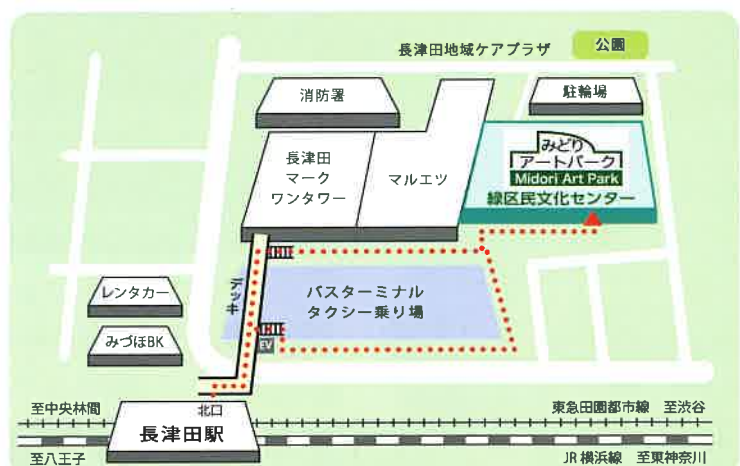 長津田地域ケアプラザ
公園
消防署
駐輪場
長津田
マーク
ワンタワー
マルエツ
みどり
アートパーク
Midori Art Park
緑区民文化センター
デッキ
バスターミナル
タクシー乗り場
レンタカー
みづほBK
EV
北口
長津田駅
至中央林間
東急田園都市線 至渋谷
至八王子
JR横浜線 至東神奈川